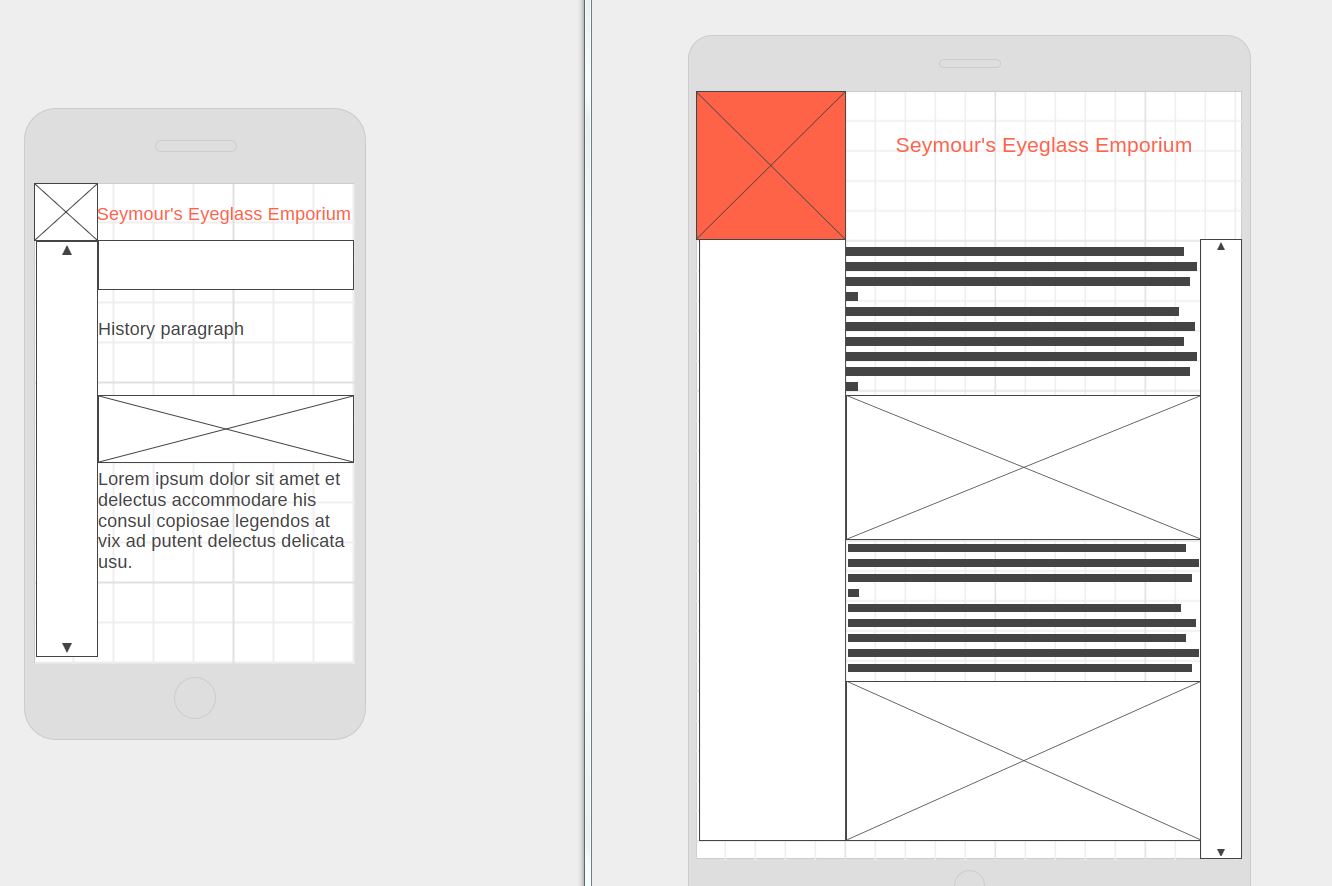 Seymour's Eyeglass Emporium
History paragraph
Lorem ipsum dolor sit amet et
delectus accommodare his
consul copiosae legendos at
vix ad putent delectus delicata
usu.
Seymour's Eyeglass Emporium